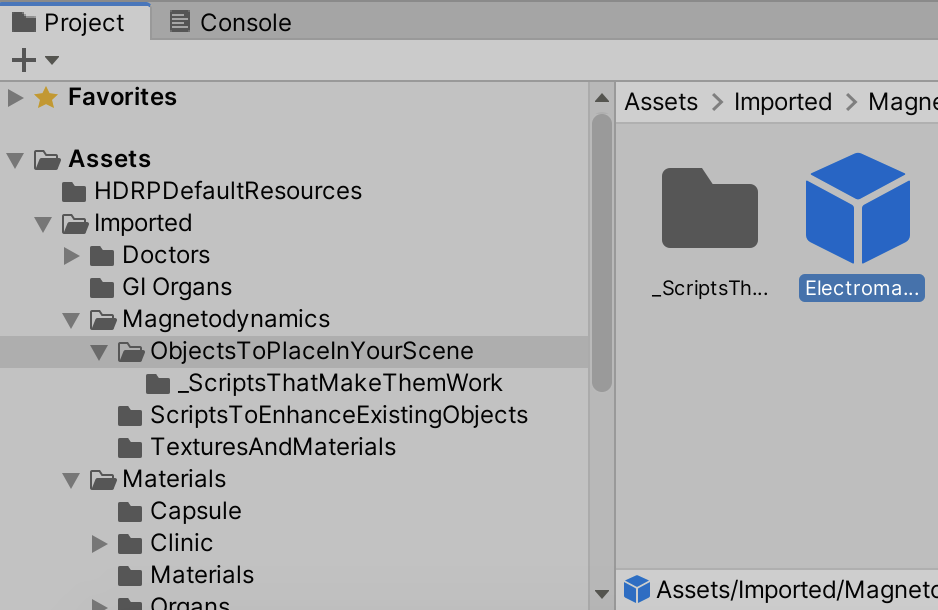 Project
Console
Favorites
Assets
HDRPDefaultResources
Imported
Doctors
GI Organs
Magnetodynamics
ObjectsToPlaceInYourScene
_ScriptsThatMakeThemWork
ScriptsToEnhanceExistingObjects
TexturesAndMaterials
Materials
Capsule
Clinic
Materials
Organs
Assets > Imported > Magne
_ScriptsTh...
Electroma...
Assets/Imported/Magneto